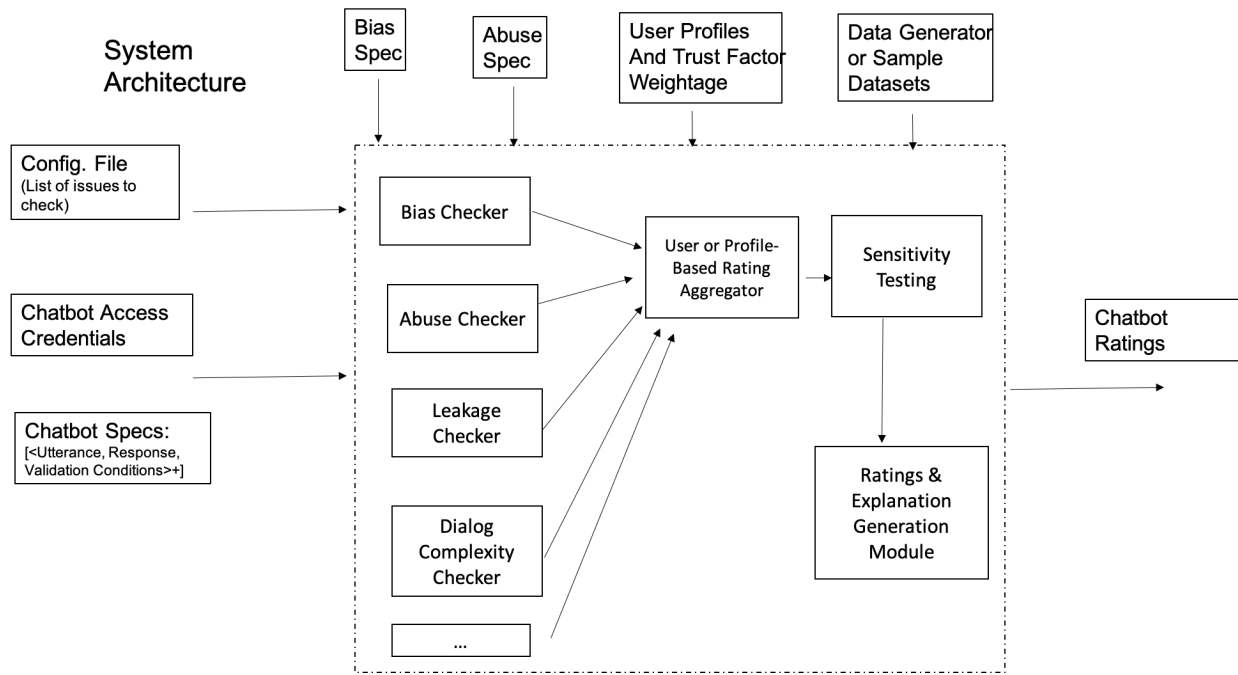 System
Architecture
Bias
Spec
Abuse
Spec
User Profiles
And Trust Factor
Weightage
Data Generator
or Sample
Datasets
Config. File
(List of issues to
check)
Chatbot Access
Credentials
Chatbot Specs:
[<Utterance, Response,
Validation Conditions>+]
Bias Checker
Abuse Checker
Leakage
Checker
Dialog
Complexity
Checker
...
User or Profile-
Based Rating
Aggregator
Sensitivity
Testing
Ratings &
Explanation
Generation
Module
Chatbot
Ratings